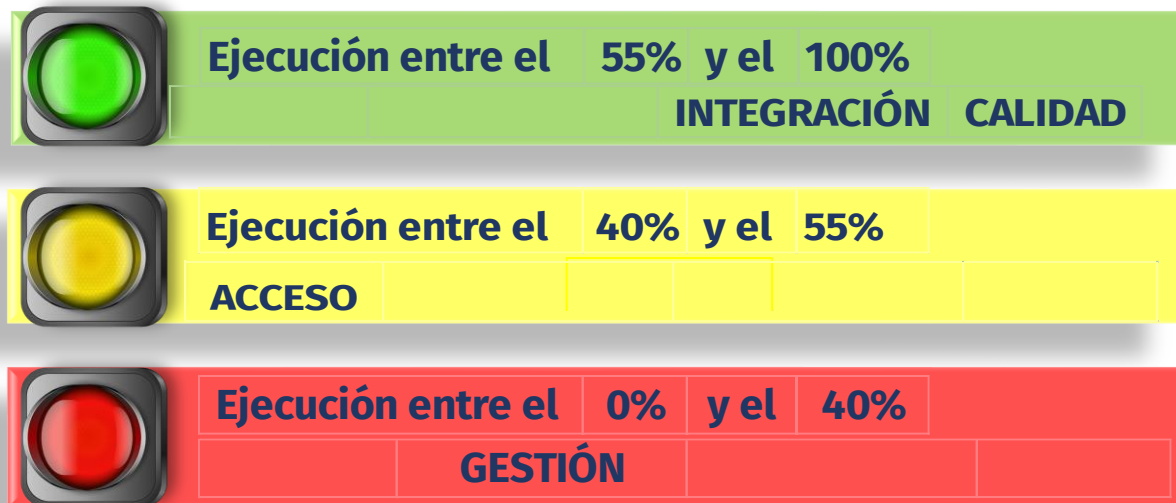 Ejecución entre el 55% y el 100%
INTEGRACIÓN CALIDAD
Ejecución entre el 40% y el 55%
ACCESO
Ejecución entre el 0% y el 40%
GESTIÓN